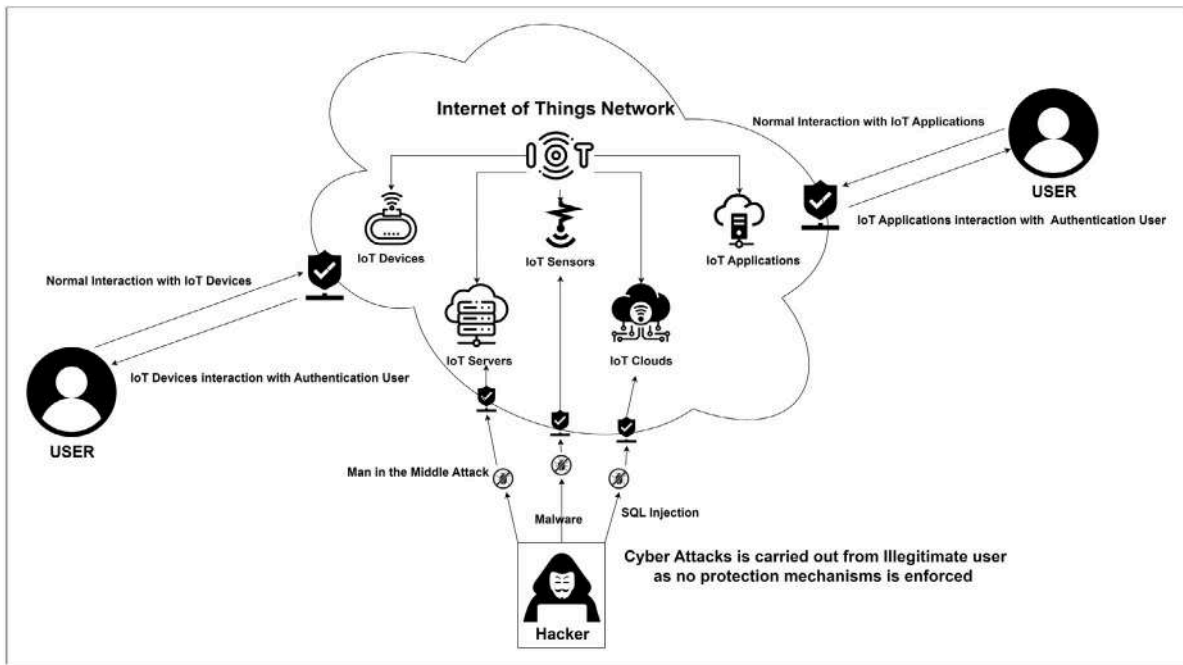 Internet of Things Network
IOT
Normal Interaction with IoT Applications
USER
IoT Applications interaction with Authentication User
IoT Devices
IoT Sensors
IoT Applications
Normal Interaction with IoT Devices
IoT Servers
IoT Clouds
IoT Devices interaction with Authentication User
USER
Man in the Middle Attack
Malware
SQL Injection
Cyber Attacks is carried out from Illegitimate user
as no protection mechanisms is enforced
Hacker